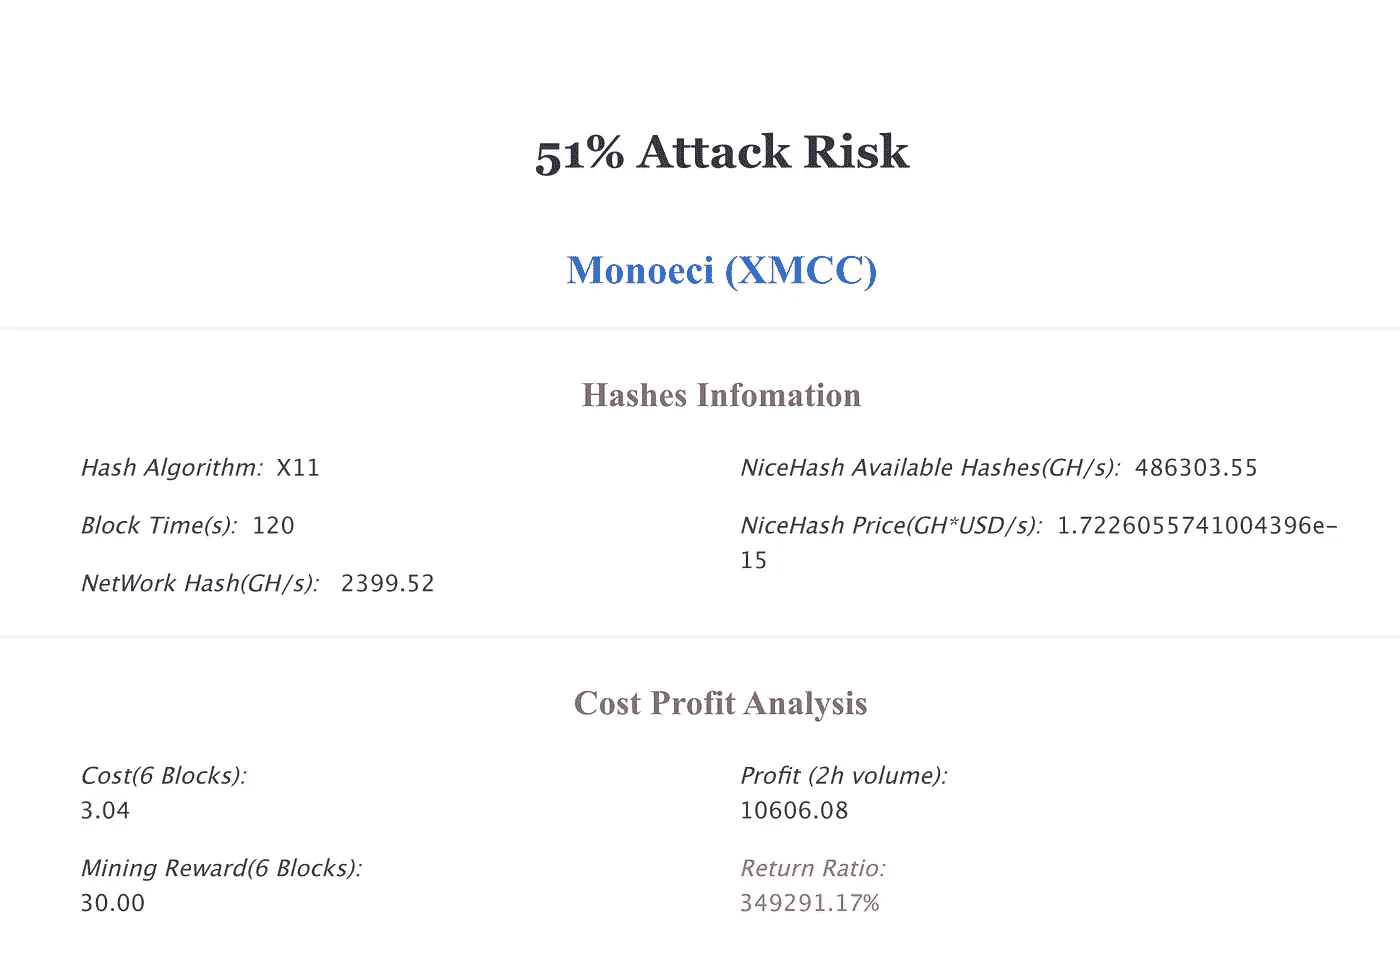 51% Attack Risk
Monoeci (XMCC)
Hashes Infomation
Hash Algorithm: X11
Block Time(s): 120
NetWork Hash(GH/s): 2399.52
NiceHash Available Hashes(GH/s): 486303.55
NiceHash Price(GH*USD/s): 1.7226055741004396e-
15
Cost Profit Analysis
Cost(6 Blocks):
3.04
Mining Reward(6 Blocks):
30.00
Profit (2h volume):
10606.08
Return Ratio:
349291.17%